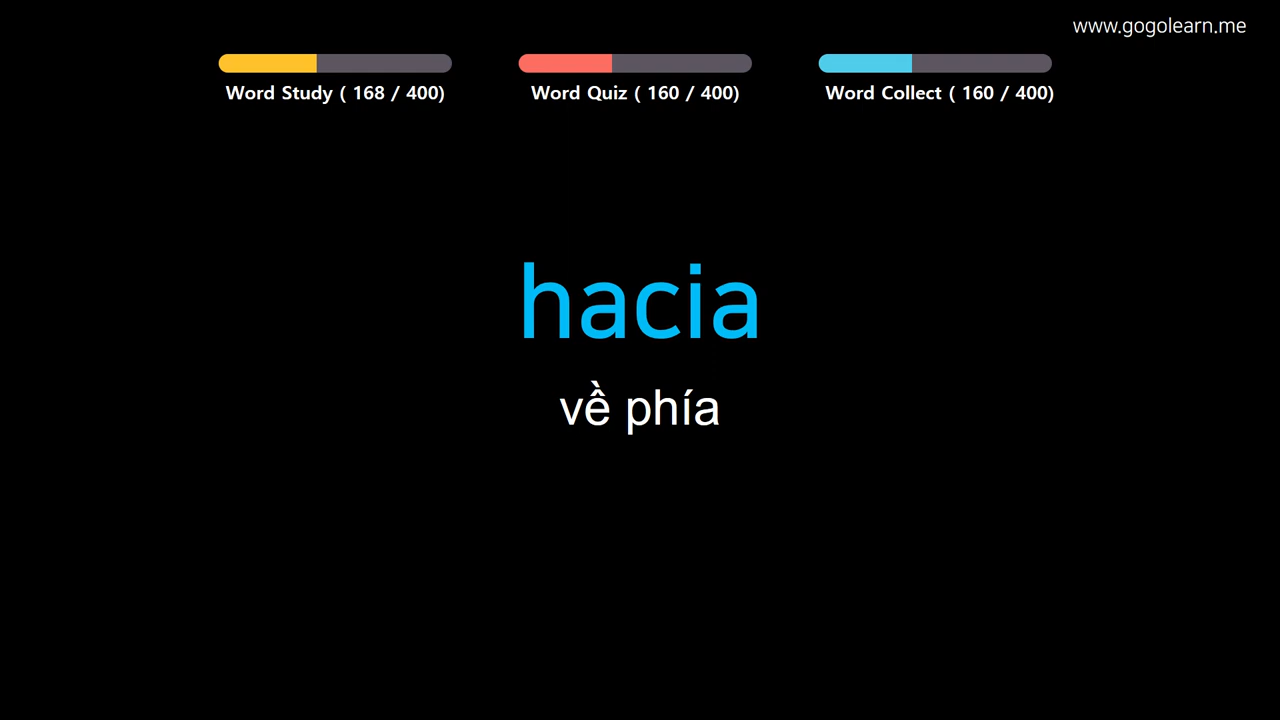 www.gogolearn.me
Word Study ( 168 / 400)
Word Quiz ( 160 / 400)
Word Collect ( 160 / 400)
hacia
về phía